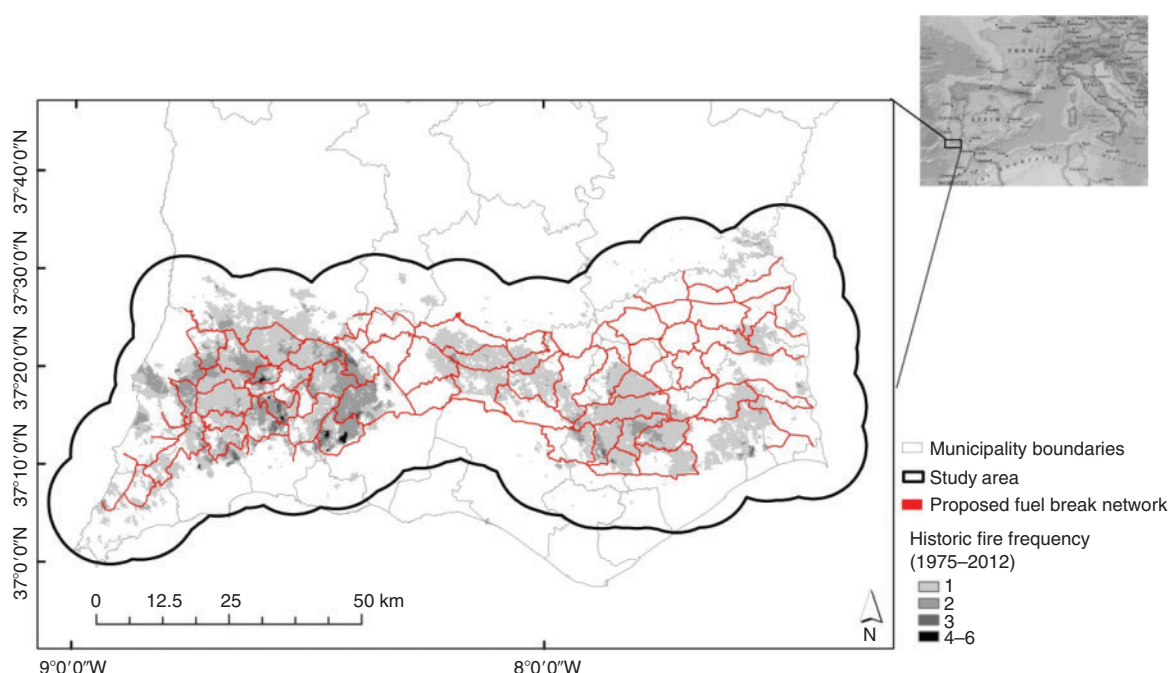 FRANCE
ITALY
SPAIN
MOROCCO
37°40'0"N
37°30'0"N
37°20'0"N
37°10'0"N
37°0'0"N
0 12.5 25 50 km
N
9°0'0"W 8°0'0"W
Municipality boundaries
Study area
Proposed fuel break network
Historic fire frequency
(1975–2012)
1
2
3
4–6